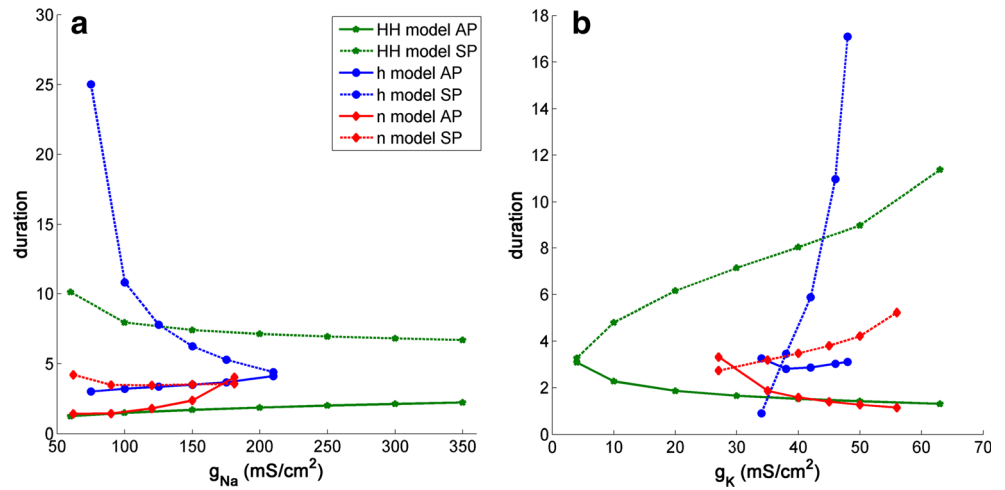 a
30
25
20
15
10
5
0
duration
50 100 150 200 250 300 350
g_Na (mS/cm²)
HH model AP
HH model SP
h model AP
h model SP
n model AP
n model SP
b
18
16
14
12
10
8
6
4
2
0
duration
0 10 20 30 40 50 60 70
g_K (mS/cm²)